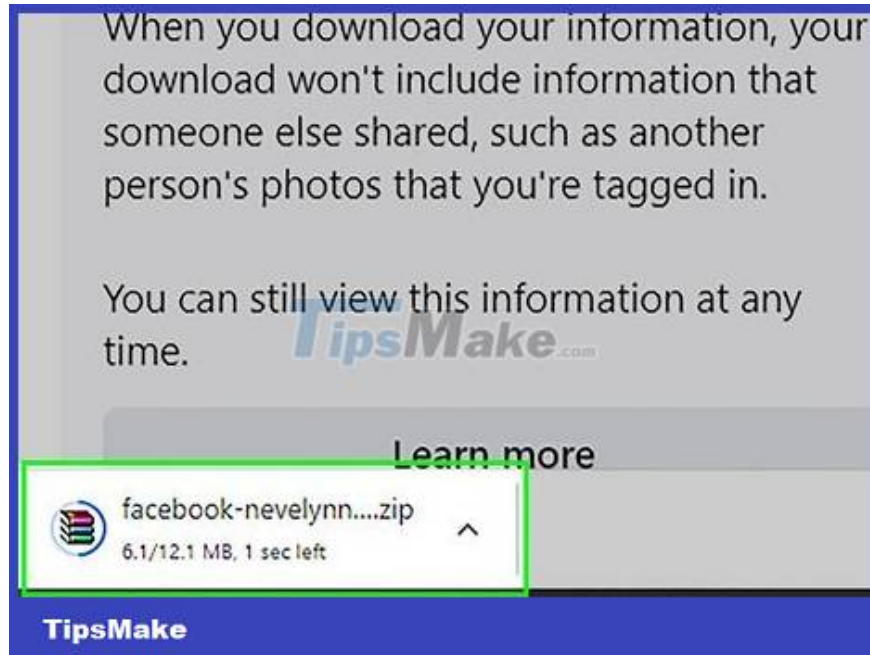 When you download your information, your
download won't include information that
someone else shared, such as another
person's photos that you're tagged in.
You can still view this information at any
time.
TipsMake.com
Learn more
facebook-nevelynn....zip
6.1/12.1 MB, 1 sec left
TipsMake